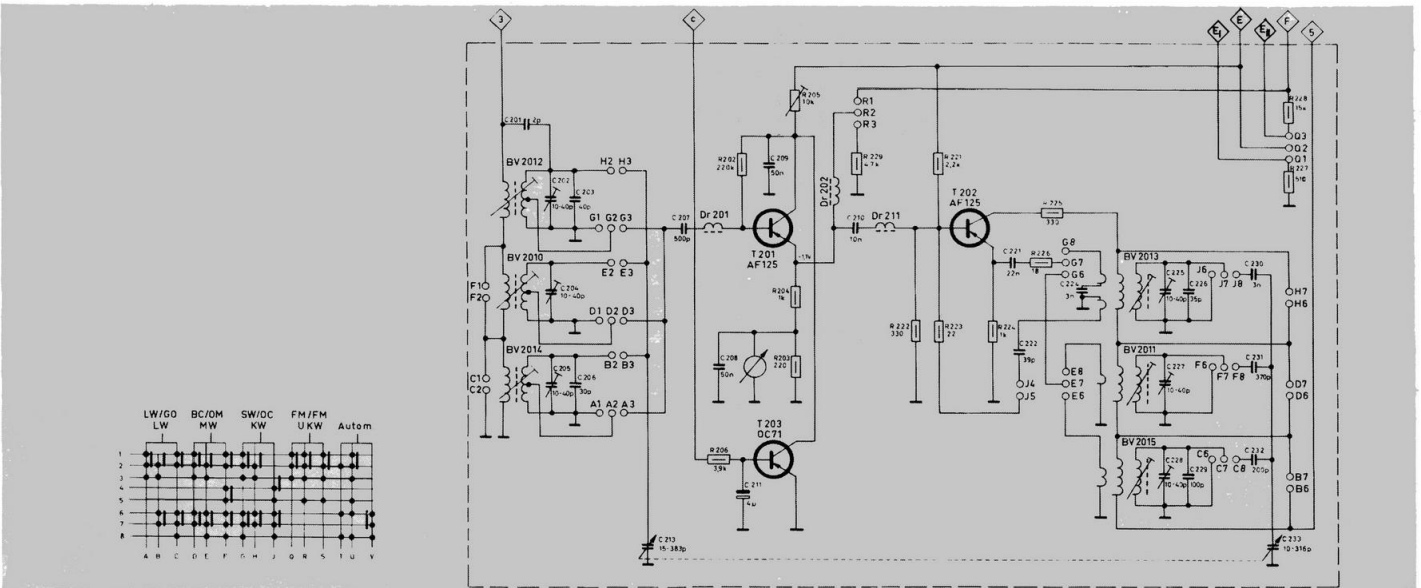 3
C
E I
E
E II
F
5
C 201
2p
BV 2012
C 202
10-40p
C 203
40p
H2 H3
G1 G2 G3
C 207
500p
Dr 201
R 202
220k
C 209
50n
R 205
10k
T 201
AF 125
R1
R2
R3
R 229
4,7k
Dr 202
C 210
10n
Dr 211
R 221
2,2k
T 202
AF125
330
C 221
22n
R 226
18
G8
G7
G6
C 224
3n
BV 2013
C 225
10-40p
C 226
35p
J6
J7 J8
C 230
3n
H7
H6
R 228
15k
Q3
Q2
Q1
R 227
510
F1
F2
BV 2010
C 204
10-40p
E2 E3
D1 D2 D3
R 204
1k
R 203
220
C 208
50n
R 222
330
R 223
22
R 224
1k
C 222
39p
J4
J5
E8
E7
E6
BV 2011
C 227
10-40p
F6
F7 F8
C 231
370p
D7
D6
C1
C2
BV 2014
C 205
10-40p
C 206
30p
B2 B3
A1 A2 A3
T 203
OC71
R 206
3,9k
C 211
4µ
BV 2015
C 228
10-40p
C 229
100p
C6
C7 C8
C 232
200p
B7
B6
C 213
15-383p
C 233
10-316p
LW/GO BC/OM SW/OC FM/FM
LW MW KW UKW Autom
1
2
3
4
5
6
7
8
A B C D E F G H J Q R S T U V